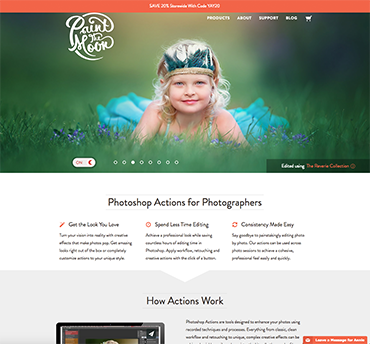 SAVE 20% Storewide With Code YAY20
Paint The Moon
PRODUCTS ABOUT SUPPORT BLOG
ON
Edited using The Reverie Collection
Photoshop Actions for Photographers
Get the Look You Love
Turn your vision into reality with creative
effects that make photos pop. Get amazing
looks right out of the box or completely
customize actions to your unique style.
Spend Less Time Editing
Achieve a professional look while saving
countless hours of editing time in
Photoshop. Apply workflow, retouching and
creative actions with the click of a button.
Consistency Made Easy
Say goodbye to painstakingly editing photo
by photo. Our actions can be used across
photo sessions to achieve a cohesive,
professional feel easily and quickly.
How Actions Work
Photoshop Actions are tools designed to enhance your photos using
recorded techniques and processes. Everything from classic, clean
workflow and retouching to unique, complex creative effects can be
Leave a Message for Annie